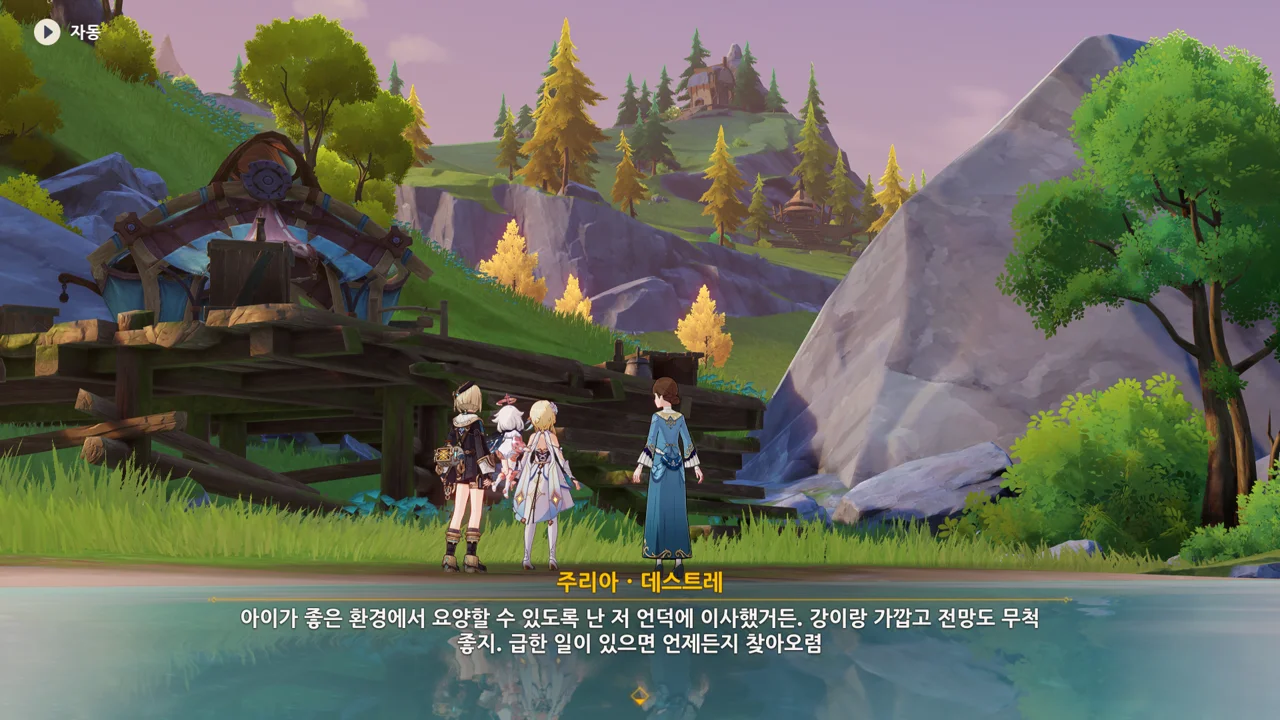 자동
주리아 · 데스트레
아이가 좋은 환경에서 요양할 수 있도록 난 저 언덕에 이사했거든. 강이랑 가깝고 전망도 무척
좋지. 급한 일이 있으면 언제든지 찾아오렴